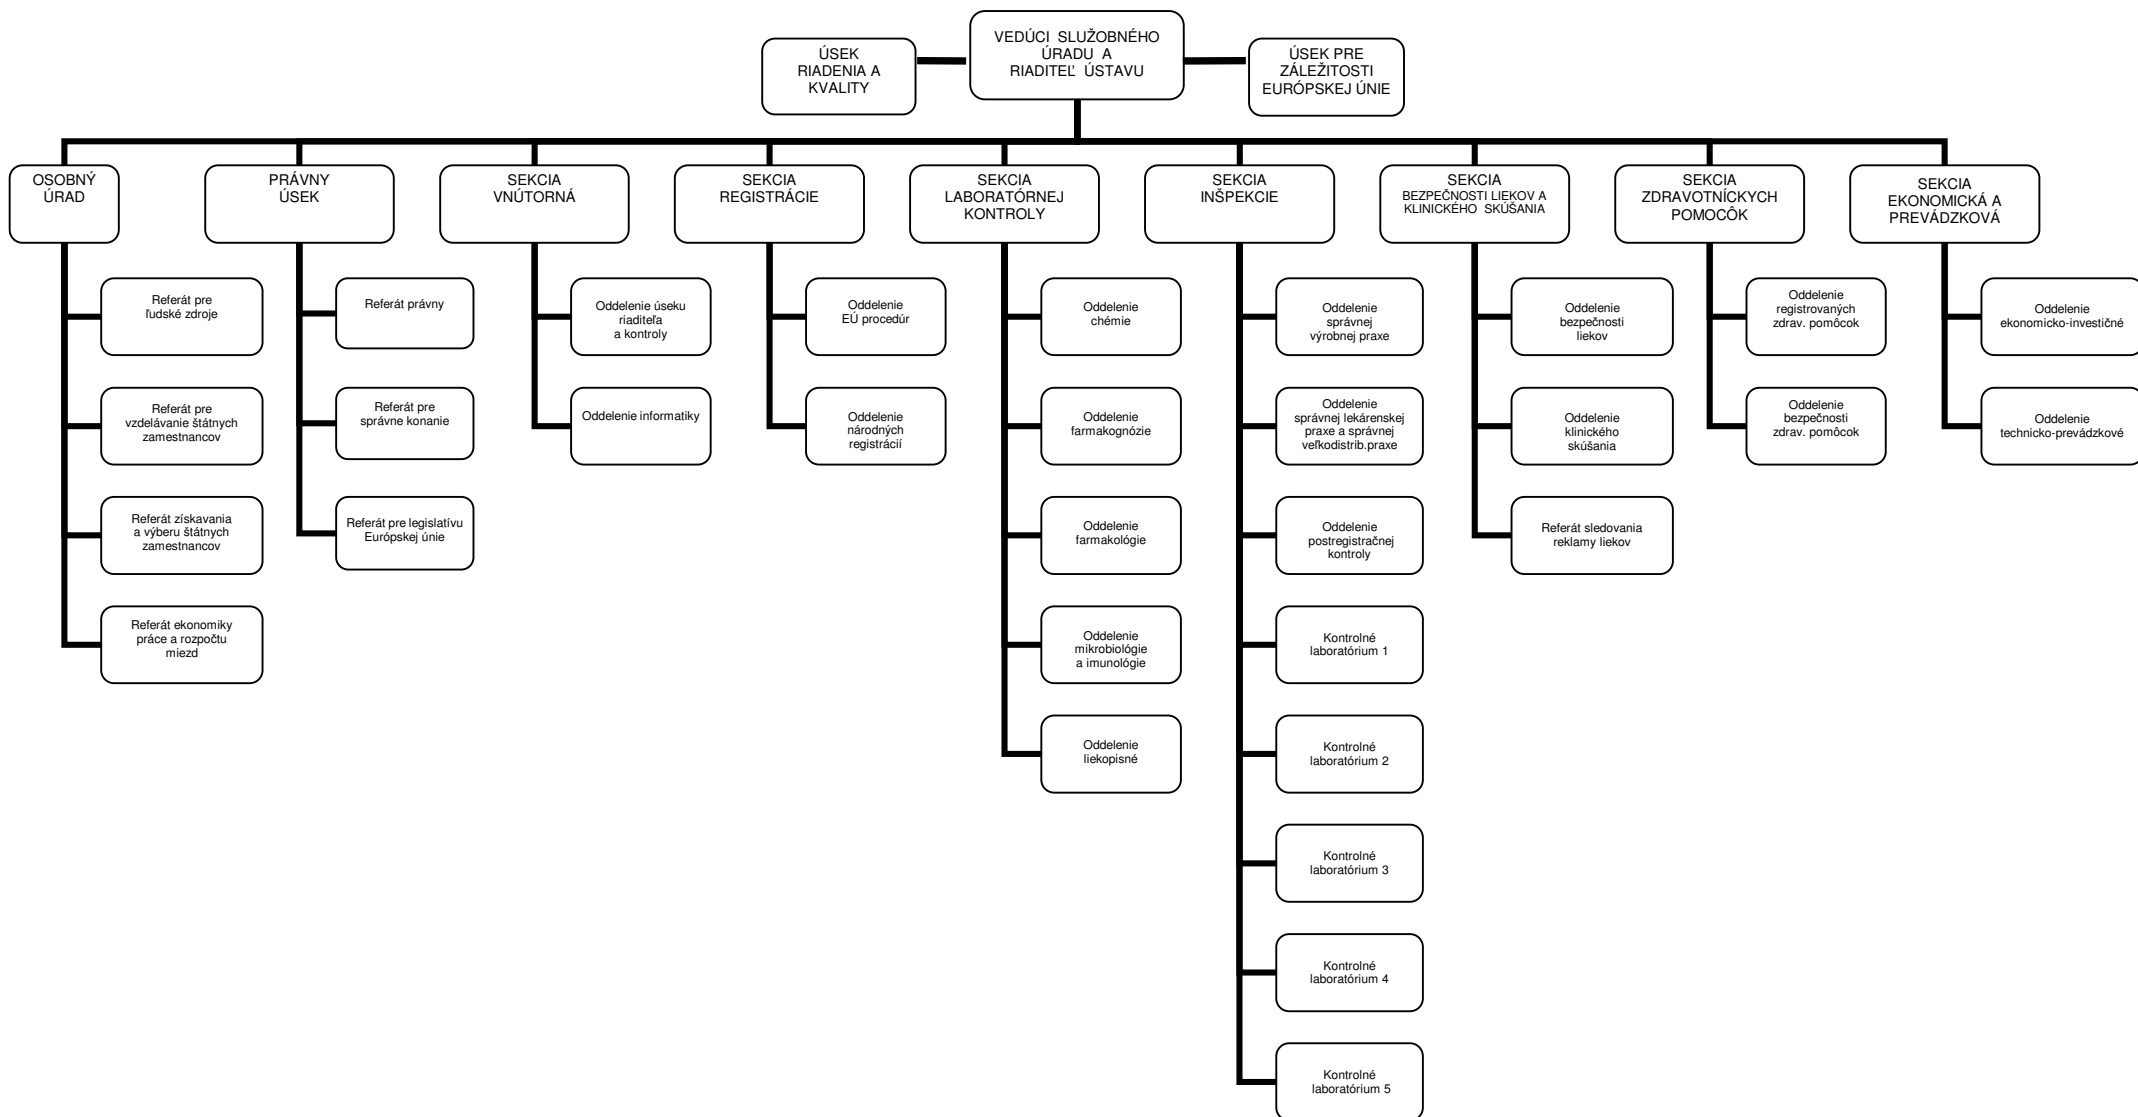 VEDÚCI SLUŽOBNÉHO
ÚRADU A
RIADITEĽ ÚSTAVU
ÚSEK
RIADENIA A
KVALITY
ÚSEK PRE
ZÁLEŽITOSTI
EURÓPSKEJ ÚNIE
OSOBNÝ
ÚRAD
PRÁVNY
ÚSEK
SEKCIA
VNÚTORNÁ
SEKCIA
REGISTRÁCIE
SEKCIA
LABORATÓRNEJ
KONTROLY
SEKCIA
INŠPEKCIE
SEKCIA
BEZPEČNOSTI LIEKOV A
KLINICKÉHO SKÚŠANIA
SEKCIA
ZDRAVOTNÍCKYCH
POMOCÔK
SEKCIA
EKONOMICKÁ A
PREVÁDZKOVÁ
Referát pre
ľudské zdroje
Referát pre
vzdelávanie štátnych
zamestnancov
Referát získavania
a výberu štátnych
zamestnancov
Referát ekonomiky
práce a rozpočtu
miezd
Referát právny
Referát pre
správne konanie
Referát pre legislatívu
Európskej únie
Oddelenie úseku
riaditeľa
a kontroly
Oddelenie informatiky
Oddelenie
EÚ procedúr
Oddelenie
národných
registrácií
Oddelenie
chémie
Oddelenie
farmakognózie
Oddelenie
farmakológie
Oddelenie
mikrobiológie
a imunológie
Oddelenie
liekopisné
Oddelenie
správnej
výrobnej praxe
Oddelenie
správnej lekárenskej
praxe a správnej
veľkodistrib.praxe
Oddelenie
postregistračnej
kontroly
Kontrolné
laboratórium 1
Kontrolné
laboratórium 2
Kontrolné
laboratórium 3
Kontrolné
laboratórium 4
Kontrolné
laboratórium 5
Oddelenie
bezpečnosti
liekov
Oddelenie
klinického
skúšania
Referát sledovania
reklamy liekov
Oddelenie
registrovaných
zdrav. pomôcok
Oddelenie
bezpečnosti
zdrav. pomôcok
Oddelenie
ekonomicko-investičné
Oddelenie
technicko-prevádzkové